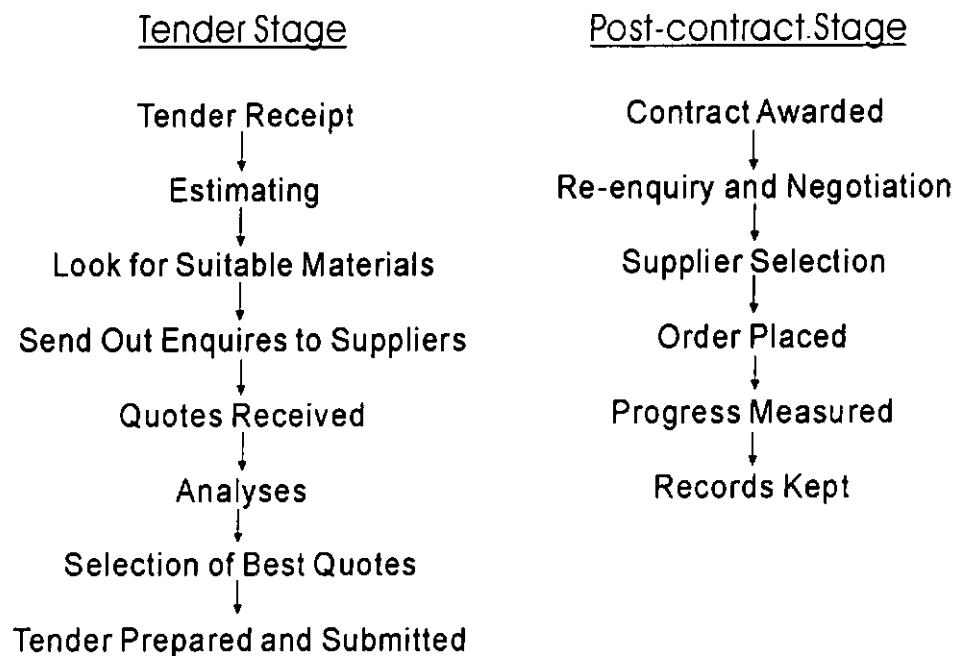 Tender Stage
Tender Receipt
Estimating
Look for Suitable Materials
Send Out Enquires to Suppliers
Quotes Received
Analyses
Selection of Best Quotes
Tender Prepared and Submitted
Post-contract.Stage
Contract Awarded
Re-enquiry and Negotiation
Supplier Selection
Order Placed
Progress Measured
Records Kept